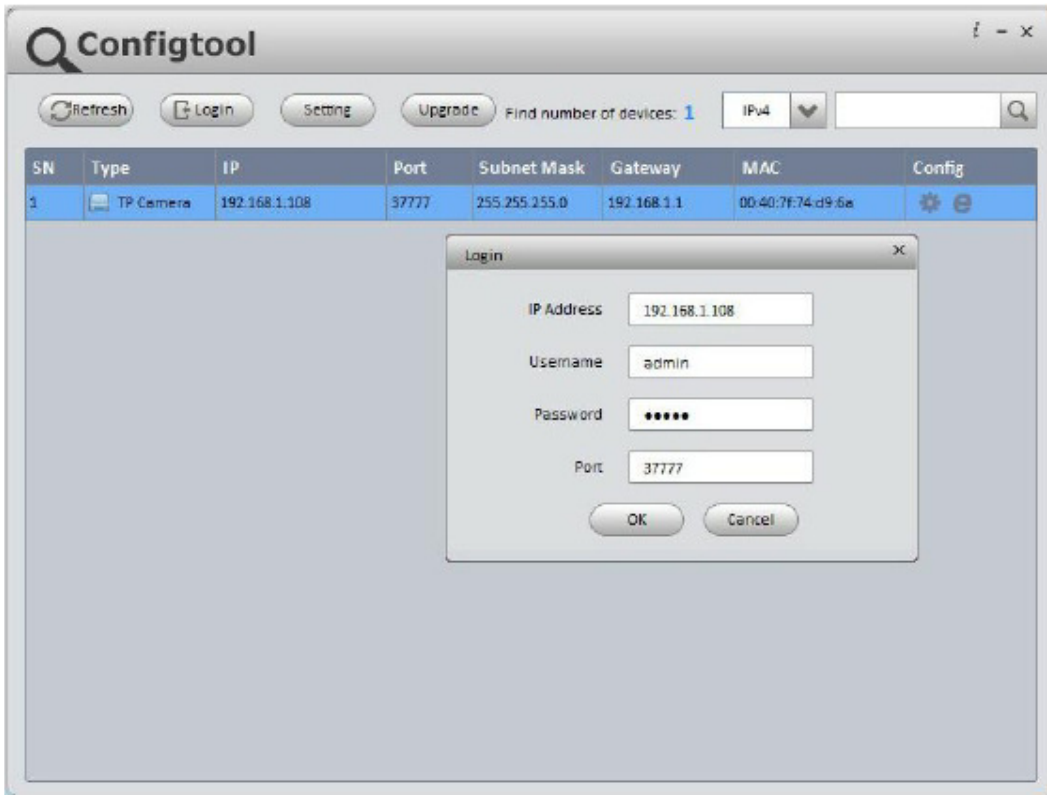 Configtool
Refresh Login Setting Upgrade Find number of devices: 1 IPv4
SN Type IP Port Subnet Mask Gateway MAC Config
1 TP Camera 192.168.1.108 37777 255.255.255.0 192.168.1.1 00:40:7f:74:d9:6a
Login
IP Address 192.168.1.108
Username admin
Password •••••
Port 37777
OK Cancel